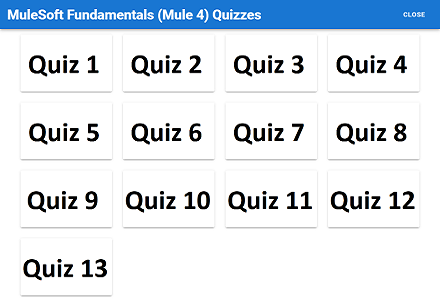 MuleSoft Fundamentals (Mule 4) Quizzes CLOSE
Quiz 1 Quiz 2 Quiz 3 Quiz 4
Quiz 5 Quiz 6 Quiz 7 Quiz 8
Quiz 9 Quiz 10 Quiz 11 Quiz 12
Quiz 13